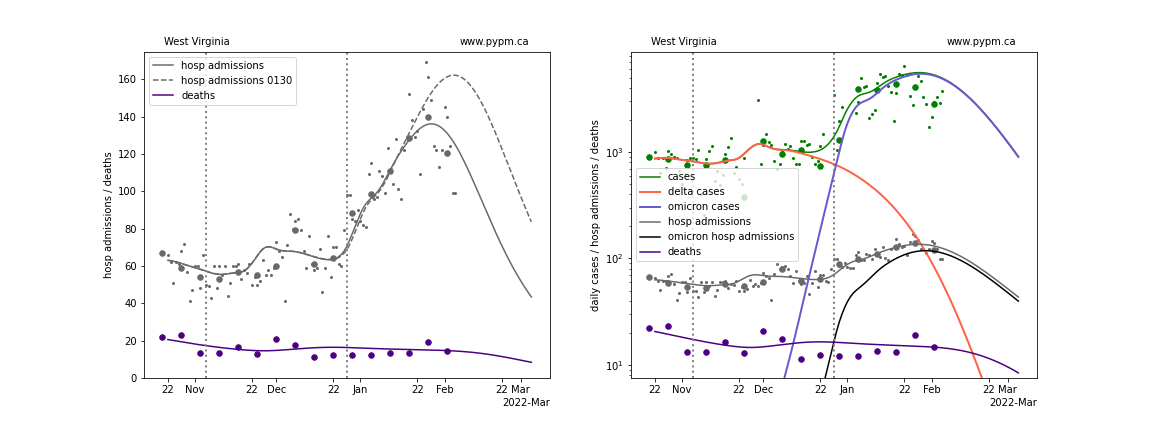 West Virginia
www.pypm.ca
hosp admissions
hosp admissions 0130
deaths
hosp admissions / deaths
160
140
120
100
80
60
40
20
0
22
Nov
22
Dec
22
Jan
22
Feb
22
Mar
2022-Mar
West Virginia
www.pypm.ca
daily cases / hosp admissions / deaths
10³
10²
10¹
cases
delta cases
omicron cases
hosp admissions
omicron hosp admissions
deaths
22
Nov
22
Dec
22
Jan
22
Feb
22
Mar
2022-Mar